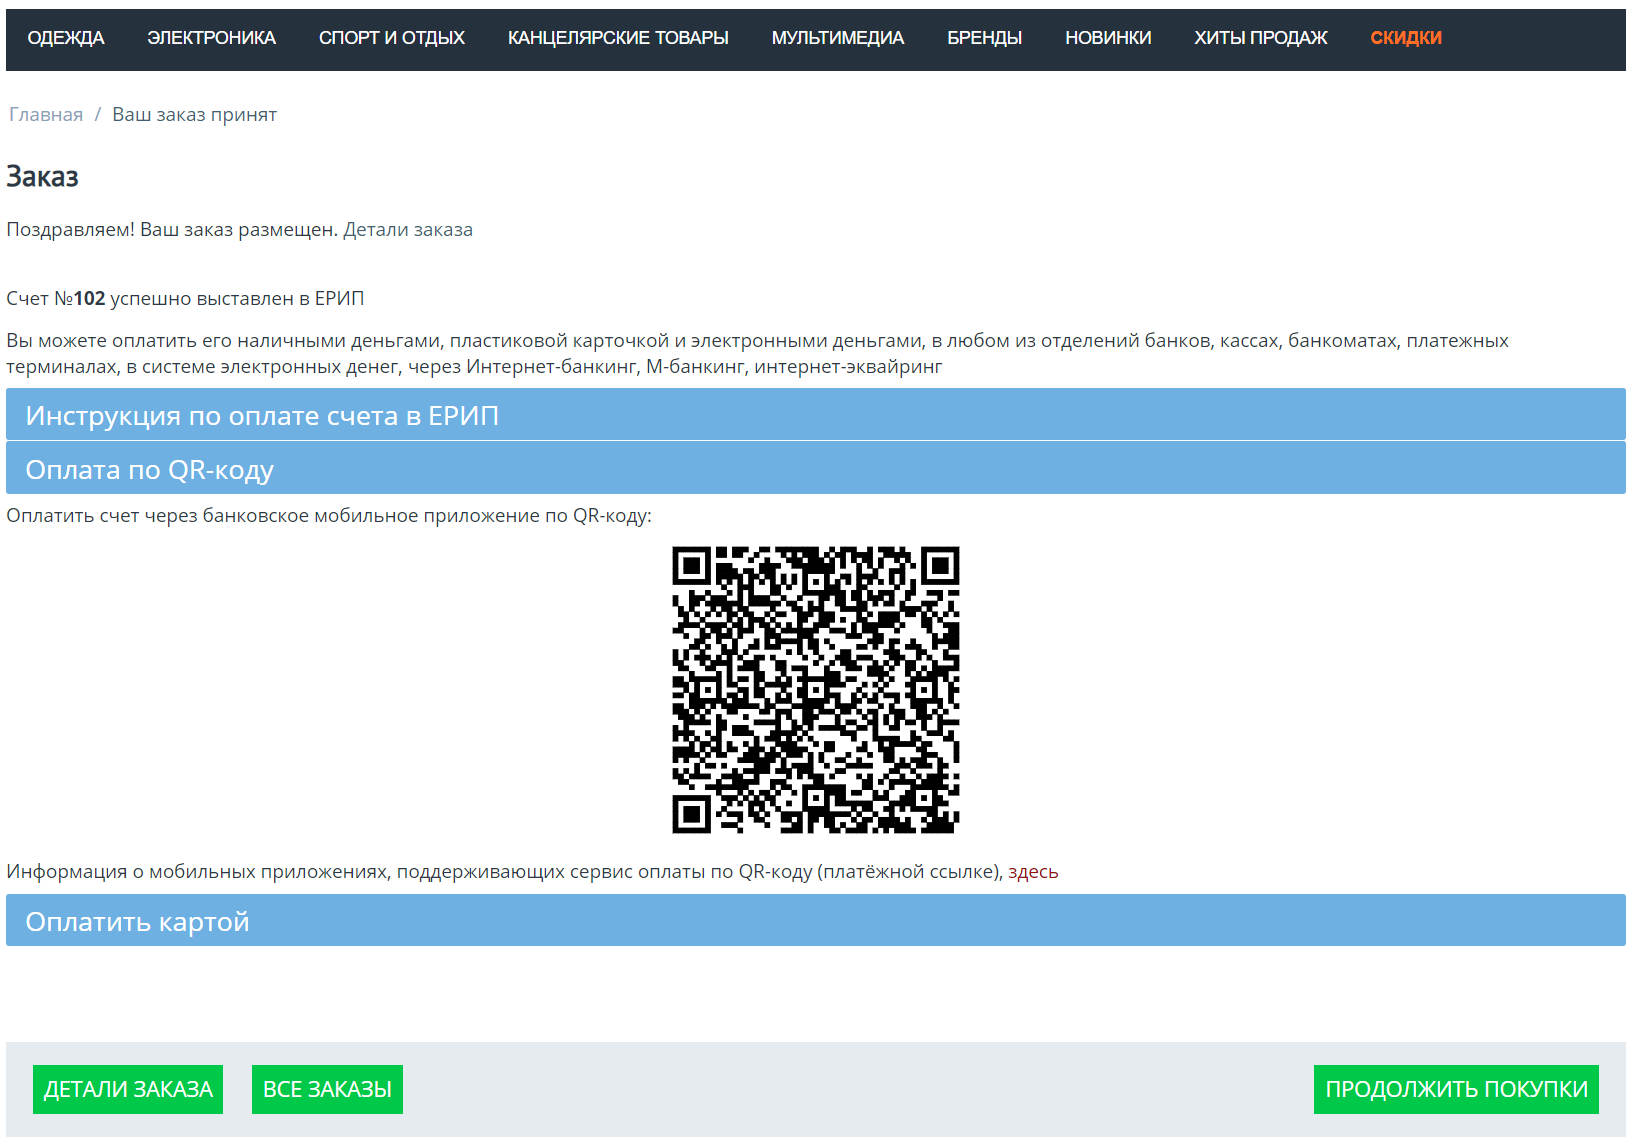 ОДЕЖДА ЭЛЕКТРОНИКА СПОРТ И ОТДЫХ КАНЦЕЛЯРСКИЕ ТОВАРЫ МУЛЬТИМЕДИА БРЕНДЫ НОВИНКИ ХИТЫ ПРОДАЖ СКИДКИ
Главная / Ваш заказ принят
Заказ
Поздравляем! Ваш заказ размещен. Детали заказа
Счет №102 успешно выставлен в ЕРИП
Вы можете оплатить его наличными деньгами, пластиковой карточкой и электронными деньгами, в любом из отделений банков, кассах, банкоматах, платежных
терминалах, в системе электронных денег, через Интернет-банкинг, М-банкинг, интернет-эквайринг
Инструкция по оплате счета в ЕРИП
Оплата по QR-коду
Оплатить счет через банковское мобильное приложение по QR-коду:
Информация о мобильных приложениях, поддерживающих сервис оплаты по QR-коду (платёжной ссылке), здесь
Оплатить картой
ДЕТАЛИ ЗАКАЗА ВСЕ ЗАКАЗЫ ПРОДОЛЖИТЬ ПОКУПКИ